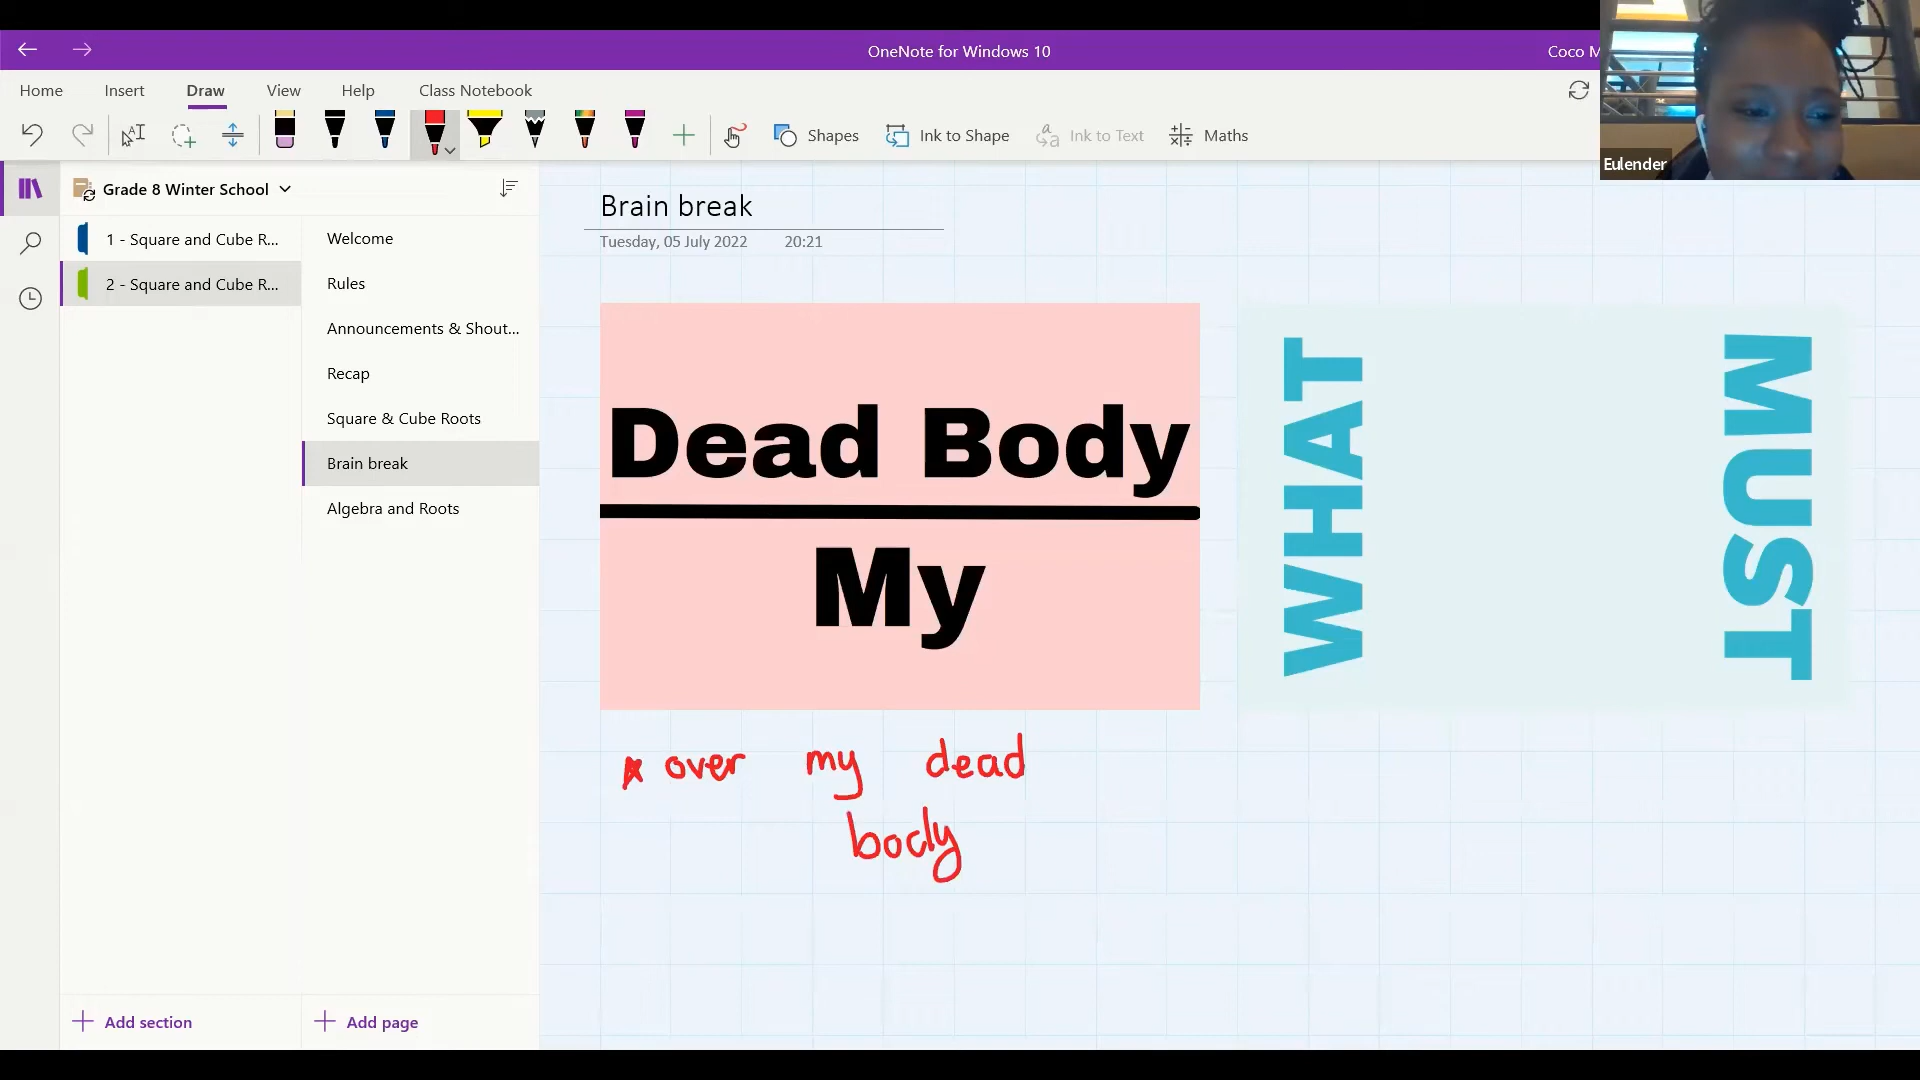 OneNote for Windows 10
Coco M
Home Insert Draw View Help Class Notebook
Shapes Ink to Shape Ink to Text Maths
Eulender
Grade 8 Winter School
1 - Square and Cube R...
2 - Square and Cube R...
Welcome
Rules
Announcements & Shout...
Recap
Square & Cube Roots
Brain break
Algebra and Roots
Add section
Add page
Brain break
Tuesday, 05 July 2022 20:21
Dead Body
My
WHAT
MUST
over my dead
body